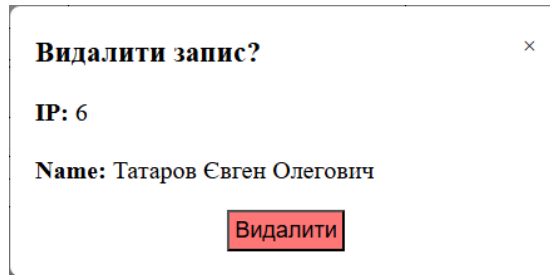 Видалити запис?
×
IP: 6
Name: Татаров Євген Олегович
Видалити